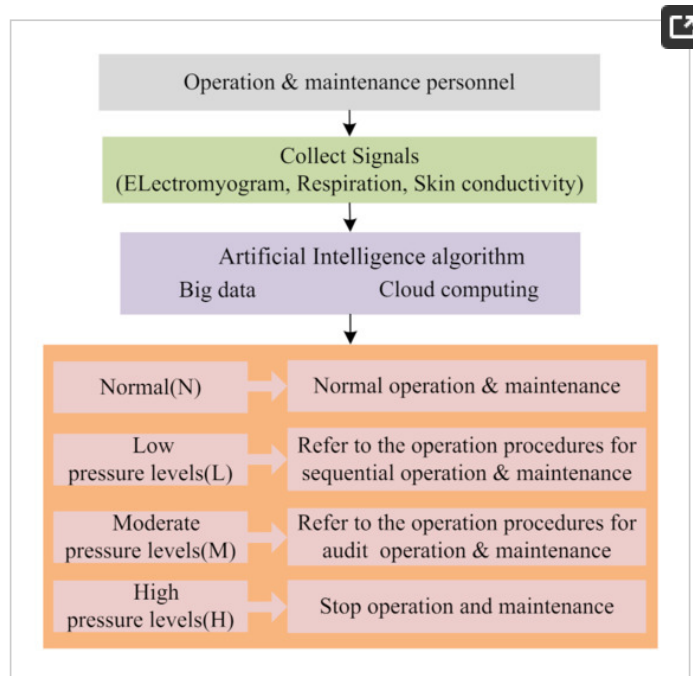 Operation & maintenance personnel
Collect Signals
(ELectromyogram, Respiration, Skin conductivity)
Artificial Intelligence algorithm
Big data
Cloud computing
Normal(N)
Normal operation & maintenance
Low
pressure levels(L)
Refer to the operation procedures for
sequential operation & maintenance
Moderate
pressure levels(M)
Refer to the operation procedures for
audit operation & maintenance
High
pressure levels(H)
Stop operation and maintenance